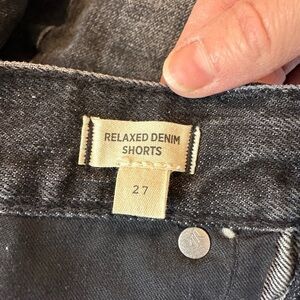 RELAXED DENIM
SHORTS
27